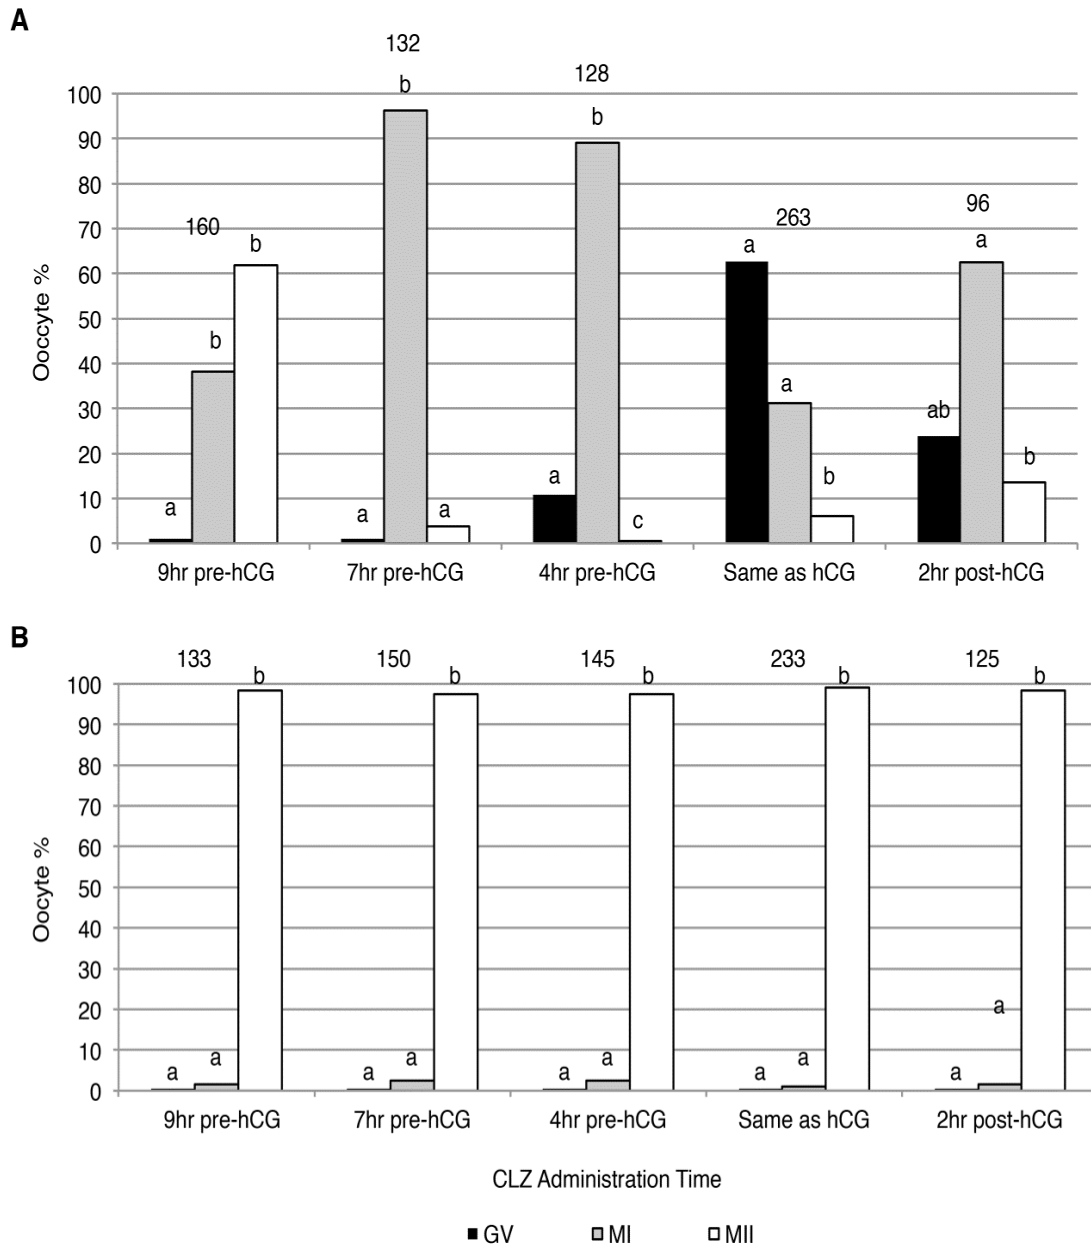 A
132
128
b
b
100
90
80
96
263
70
160
a
a
b
60
50
Ooccyte %
b
40
a
ab
30
20
b
a
b
a
a
a
c
10
0
9hr pre-hCG 7hr pre-hCG 4hr pre-hCG Same as hCG 2hr post-hCG
B
133 150 145 233 125
b b b b b
100
90
80
70
60
50
Oocyte %
40
30
20
a
10
a a a a
a a a a a
0
9hr pre-hCG 7hr pre-hCG 4hr pre-hCG Same as hCG 2hr post-hCG
CLZ Administration Time
GV MI MII